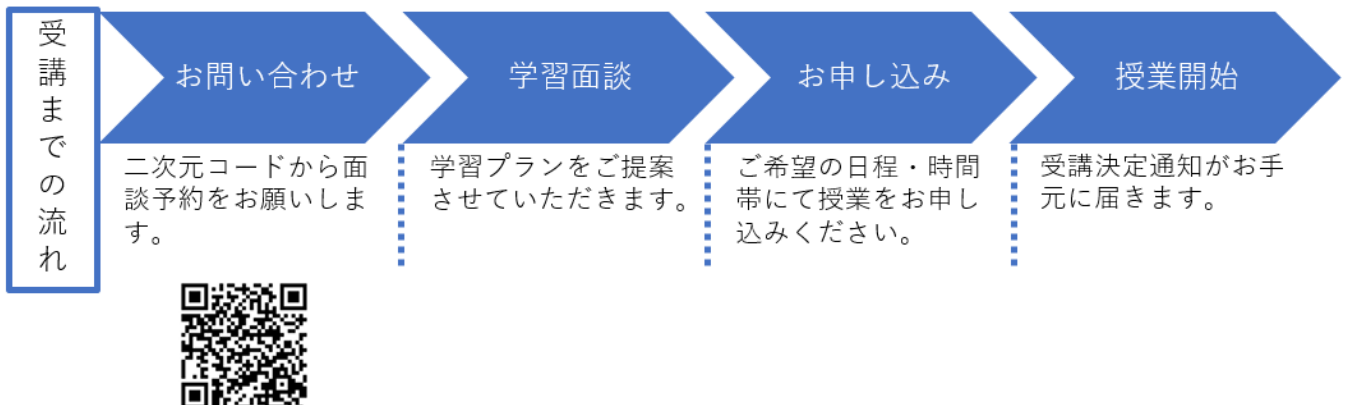 受講までの流れ
お問い合わせ
二次元コードから面
談予約をお願いしま
す。
学習面談
学習プランをご提案
させていただきます。
お申し込み
ご希望の日程・時間
帯にて授業をお申し
込みください。
授業開始
受講決定通知がお手
元に届きます。